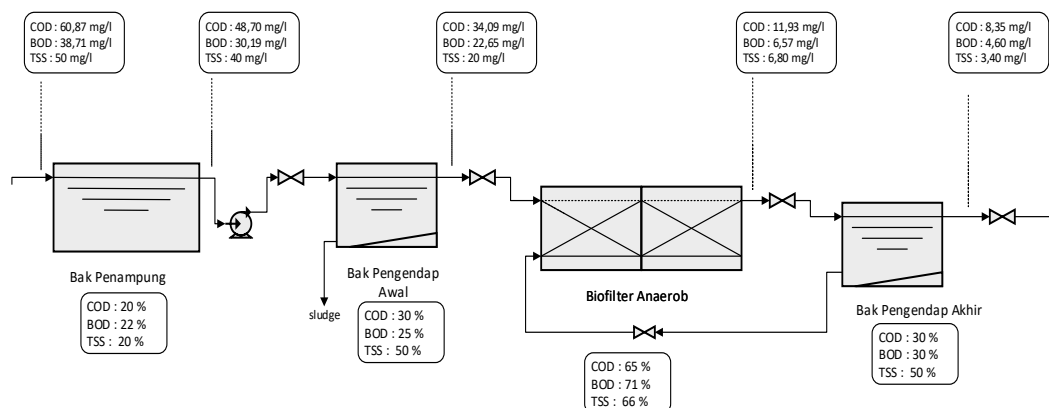 COD : 60,87 mg/l
BOD : 38,71 mg/l
TSS : 50 mg/l
COD : 48,70 mg/l
BOD : 30,19 mg/l
TSS : 40 mg/l
COD : 34,09 mg/l
BOD : 22,65 mg/l
TSS : 20 mg/l
COD : 11,93 mg/l
BOD : 6,57 mg/l
TSS : 6,80 mg/l
COD : 8,35 mg/l
BOD : 4,60 mg/l
TSS : 3,40 mg/l
Bak Penampung
COD : 20 %
BOD : 22 %
TSS : 20 %
Bak Pengendap
Awal
sludge
COD : 30 %
BOD : 25 %
TSS : 50 %
Biofilter Anaerob
COD : 65 %
BOD : 71 %
TSS : 66 %
Bak Pengendap Akhir
COD : 30 %
BOD : 30 %
TSS : 50 %